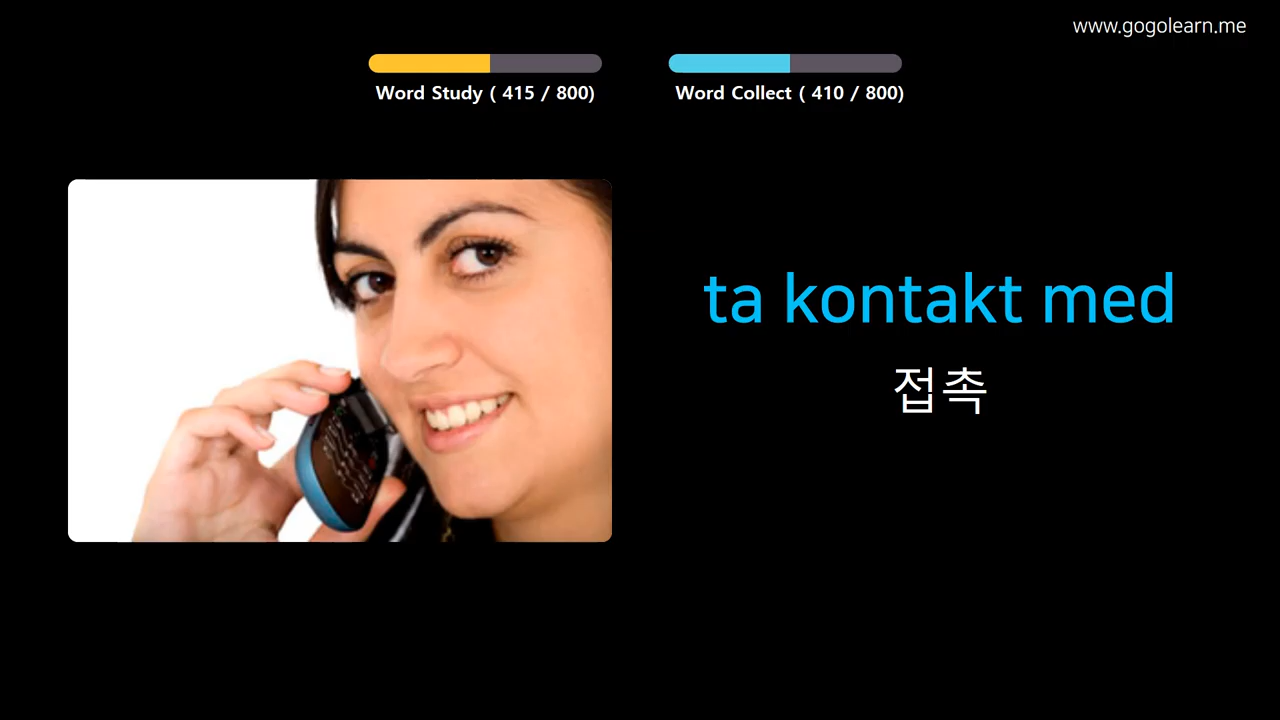 www.gogolearn.me
Word Study ( 415 / 800)
Word Collect ( 410 / 800)
ta kontakt med
접촉